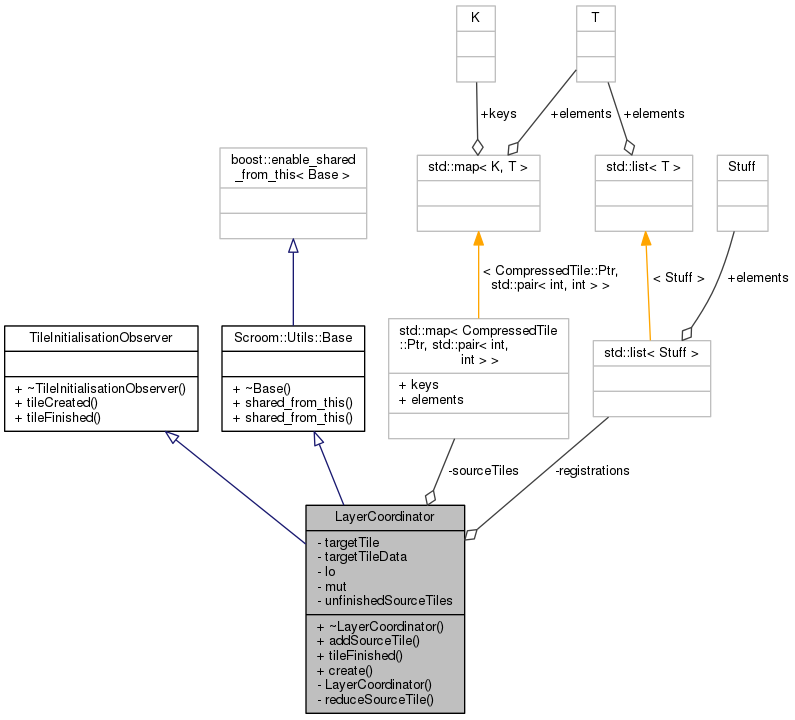 K
T
+keys
+elements
+elements
boost::enable_shared
_from_this< Base >
std::map< K, T >
std::list< T >
Stuff
< CompressedTile::Ptr,
std::pair< int, int > >
< Stuff >
+elements
TileInitialisationObserver
+ ~TileInitialisationObserver()
+ tileCreated()
+ tileFinished()
Scroom::Utils::Base
+ ~Base()
+ shared_from_this()
+ shared_from_this()
std::map< CompressedTile
::Ptr, std::pair< int,
int > >
+ keys
+ elements
std::list< Stuff >
-sourceTiles
-registrations
LayerCoordinator
- targetTile
- targetTileData
- lo
- mut
- unfinishedSourceTiles
+ ~LayerCoordinator()
+ addSourceTile()
+ tileFinished()
+ create()
- LayerCoordinator()
- reduceSourceTile()